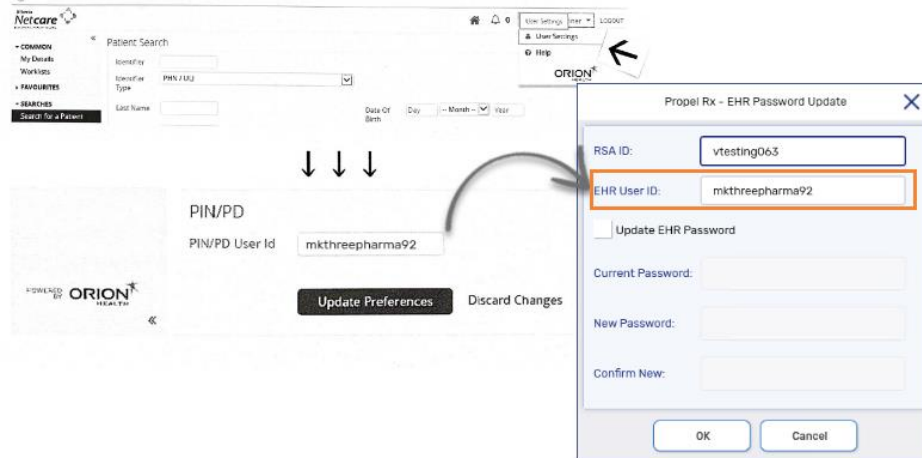 Alberta
Netcare
User Settings
LOGOUT
User Settings
Help
ORION
HEALTH
«
COMMON
My Details
Worklists
FAVOURITES
SEARCHES
Search for a Patient
Patient Search
Identifier
Identifier Type
PHN / ULI
Last Name
Date Of Birth
Day
-- Month --
Year
PIN/PD
PIN/PD User Id
mkthreepharma92
Update Preferences
Discard Changes
POWERED BY
ORION
HEALTH
«
Propel Rx - EHR Password Update
RSA ID:
vtesting063
EHR User ID:
mkthreepharma92
Update EHR Password
Current Password:
New Password:
Confirm New:
OK
Cancel